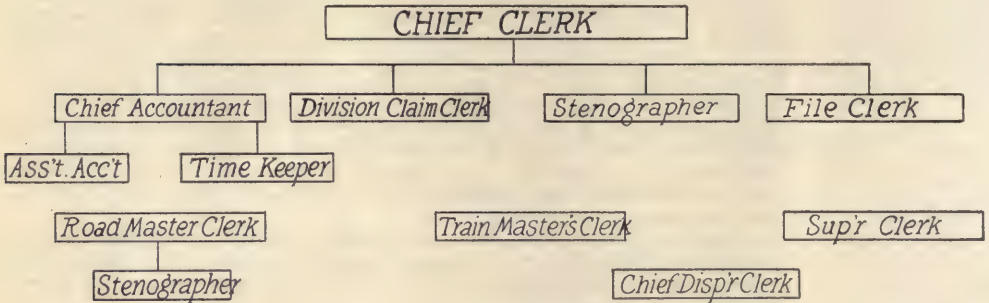 CHIEF CLERK
Chief Accountant Division Claim Clerk Stenographer File Clerk
Ass't. Acc't Time Keeper
Road Master Clerk Train Master's Clerk Sup'r Clerk
Stenographer Chief Disp'r Clerk